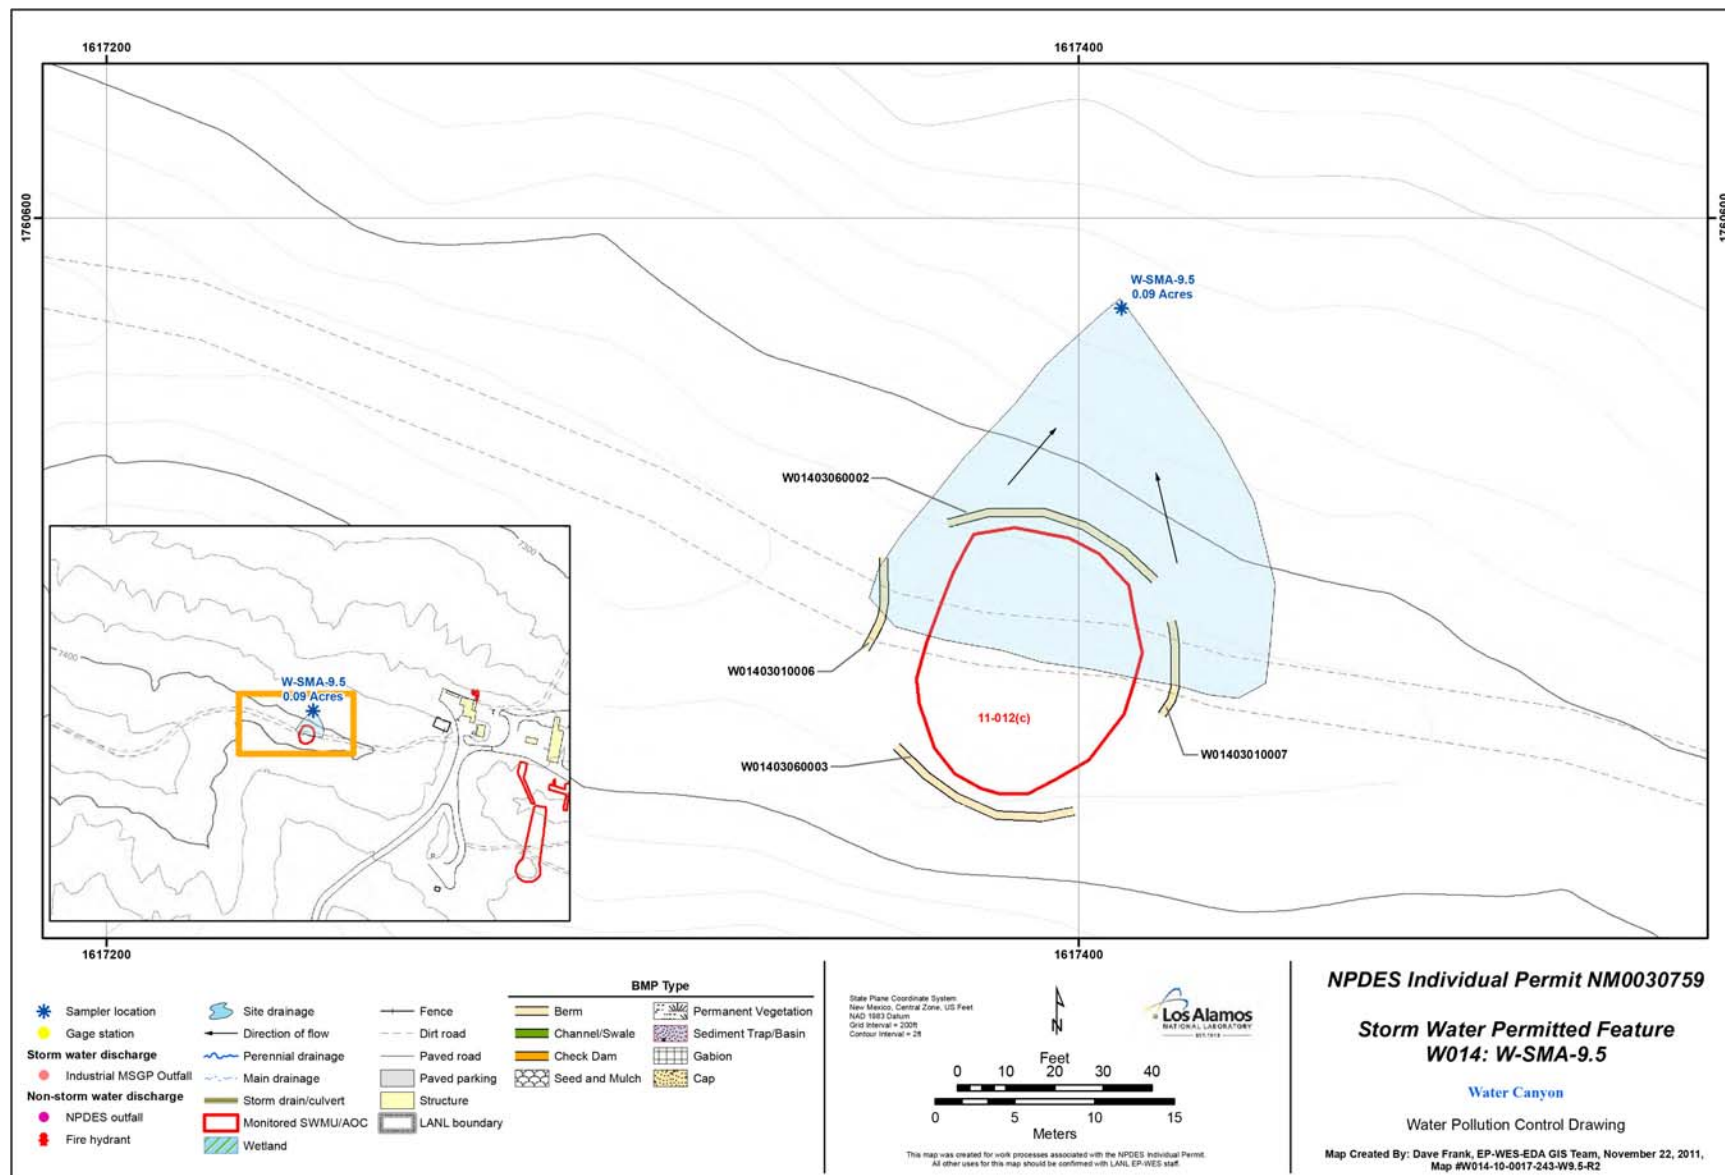 1617200
1617400
1760600
1760600
W-SMA-9.5
0.09 Acres
W01403060002
W01403010006
W01403010007
W01403060003
11-012(c)
7300
7400
W-SMA-9.5
0.09 Acres
1617200
1617400
Sampler location
Gage station
Storm water discharge
Industrial MSGP Outfall
Non-storm water discharge
NPDES outfall
Fire hydrant
Site drainage
Direction of flow
Perennial drainage
Main drainage
Storm drain/culvert
Monitored SWMU/AOC
Wetland
Fence
Dirt road
Paved road
Paved parking
Structure
LANL boundary
BMP Type
Berm
Channel/Swale
Check Dam
Seed and Mulch
Permanent Vegetation
Sediment Trap/Basin
Gabion
Cap
State Plane Coordinate System
New Mexico, Central Zone, US Feet
NAD 1983 Datum
Grid Interval = 200ft
Contour Interval = 2ft
N
Los Alamos
NATIONAL LABORATORY
EST. 1943
Feet
0 10 20 30 40
0 5 10 15
Meters
This map was created for work processes associated with the NPDES Individual Permit.
All other uses for this map should be confirmed with LANL EP-WES staff.
NPDES Individual Permit NM0030759
Storm Water Permitted Feature
W014: W-SMA-9.5
Water Canyon
Water Pollution Control Drawing
Map Created By: Dave Frank, EP-WES-EDA GIS Team, November 22, 2011,
Map #W014-10-0017-243-W9.5-R2